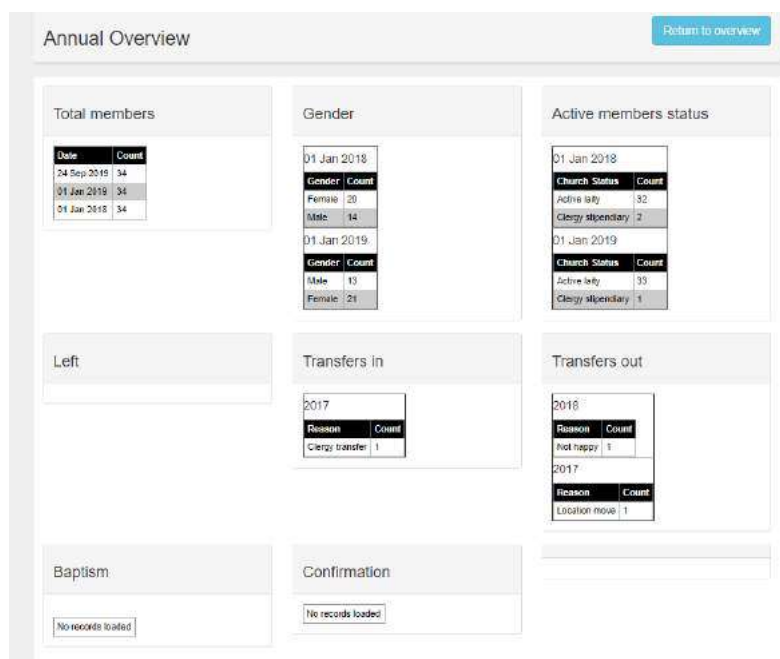 Annual Overview
Return to overview
Total members
Date Count
24 Sep 2019 34
01 Jan 2019 34
01 Jan 2018 34
Gender
01 Jan 2018
Gender Count
Female 20
Male 14
01 Jan 2019
Gender Count
Male 13
Female 21
Active members status
01 Jan 2018
Church Status Count
Active laity 32
Clergy stipendiary 2
01 Jan 2019
Church Status Count
Active laity 33
Clergy stipendiary 1
Left
Transfers in
2017
Reason Count
Clergy transfer 1
Transfers out
2018
Reason Count
Not happy 1
2017
Reason Count
Location move 1
Baptism
No records loaded
Confirmation
No records loaded